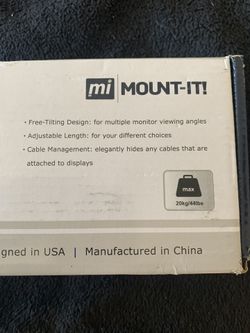 mi MOUNT-IT!
• Free-Tilting Design: for multiple monitor viewing angles
• Adjustable Length: for your different choices
• Cable Management: elegantly hides any cables that are
attached to displays
max
20kg/44lbs
gned in USA | Manufactured in China